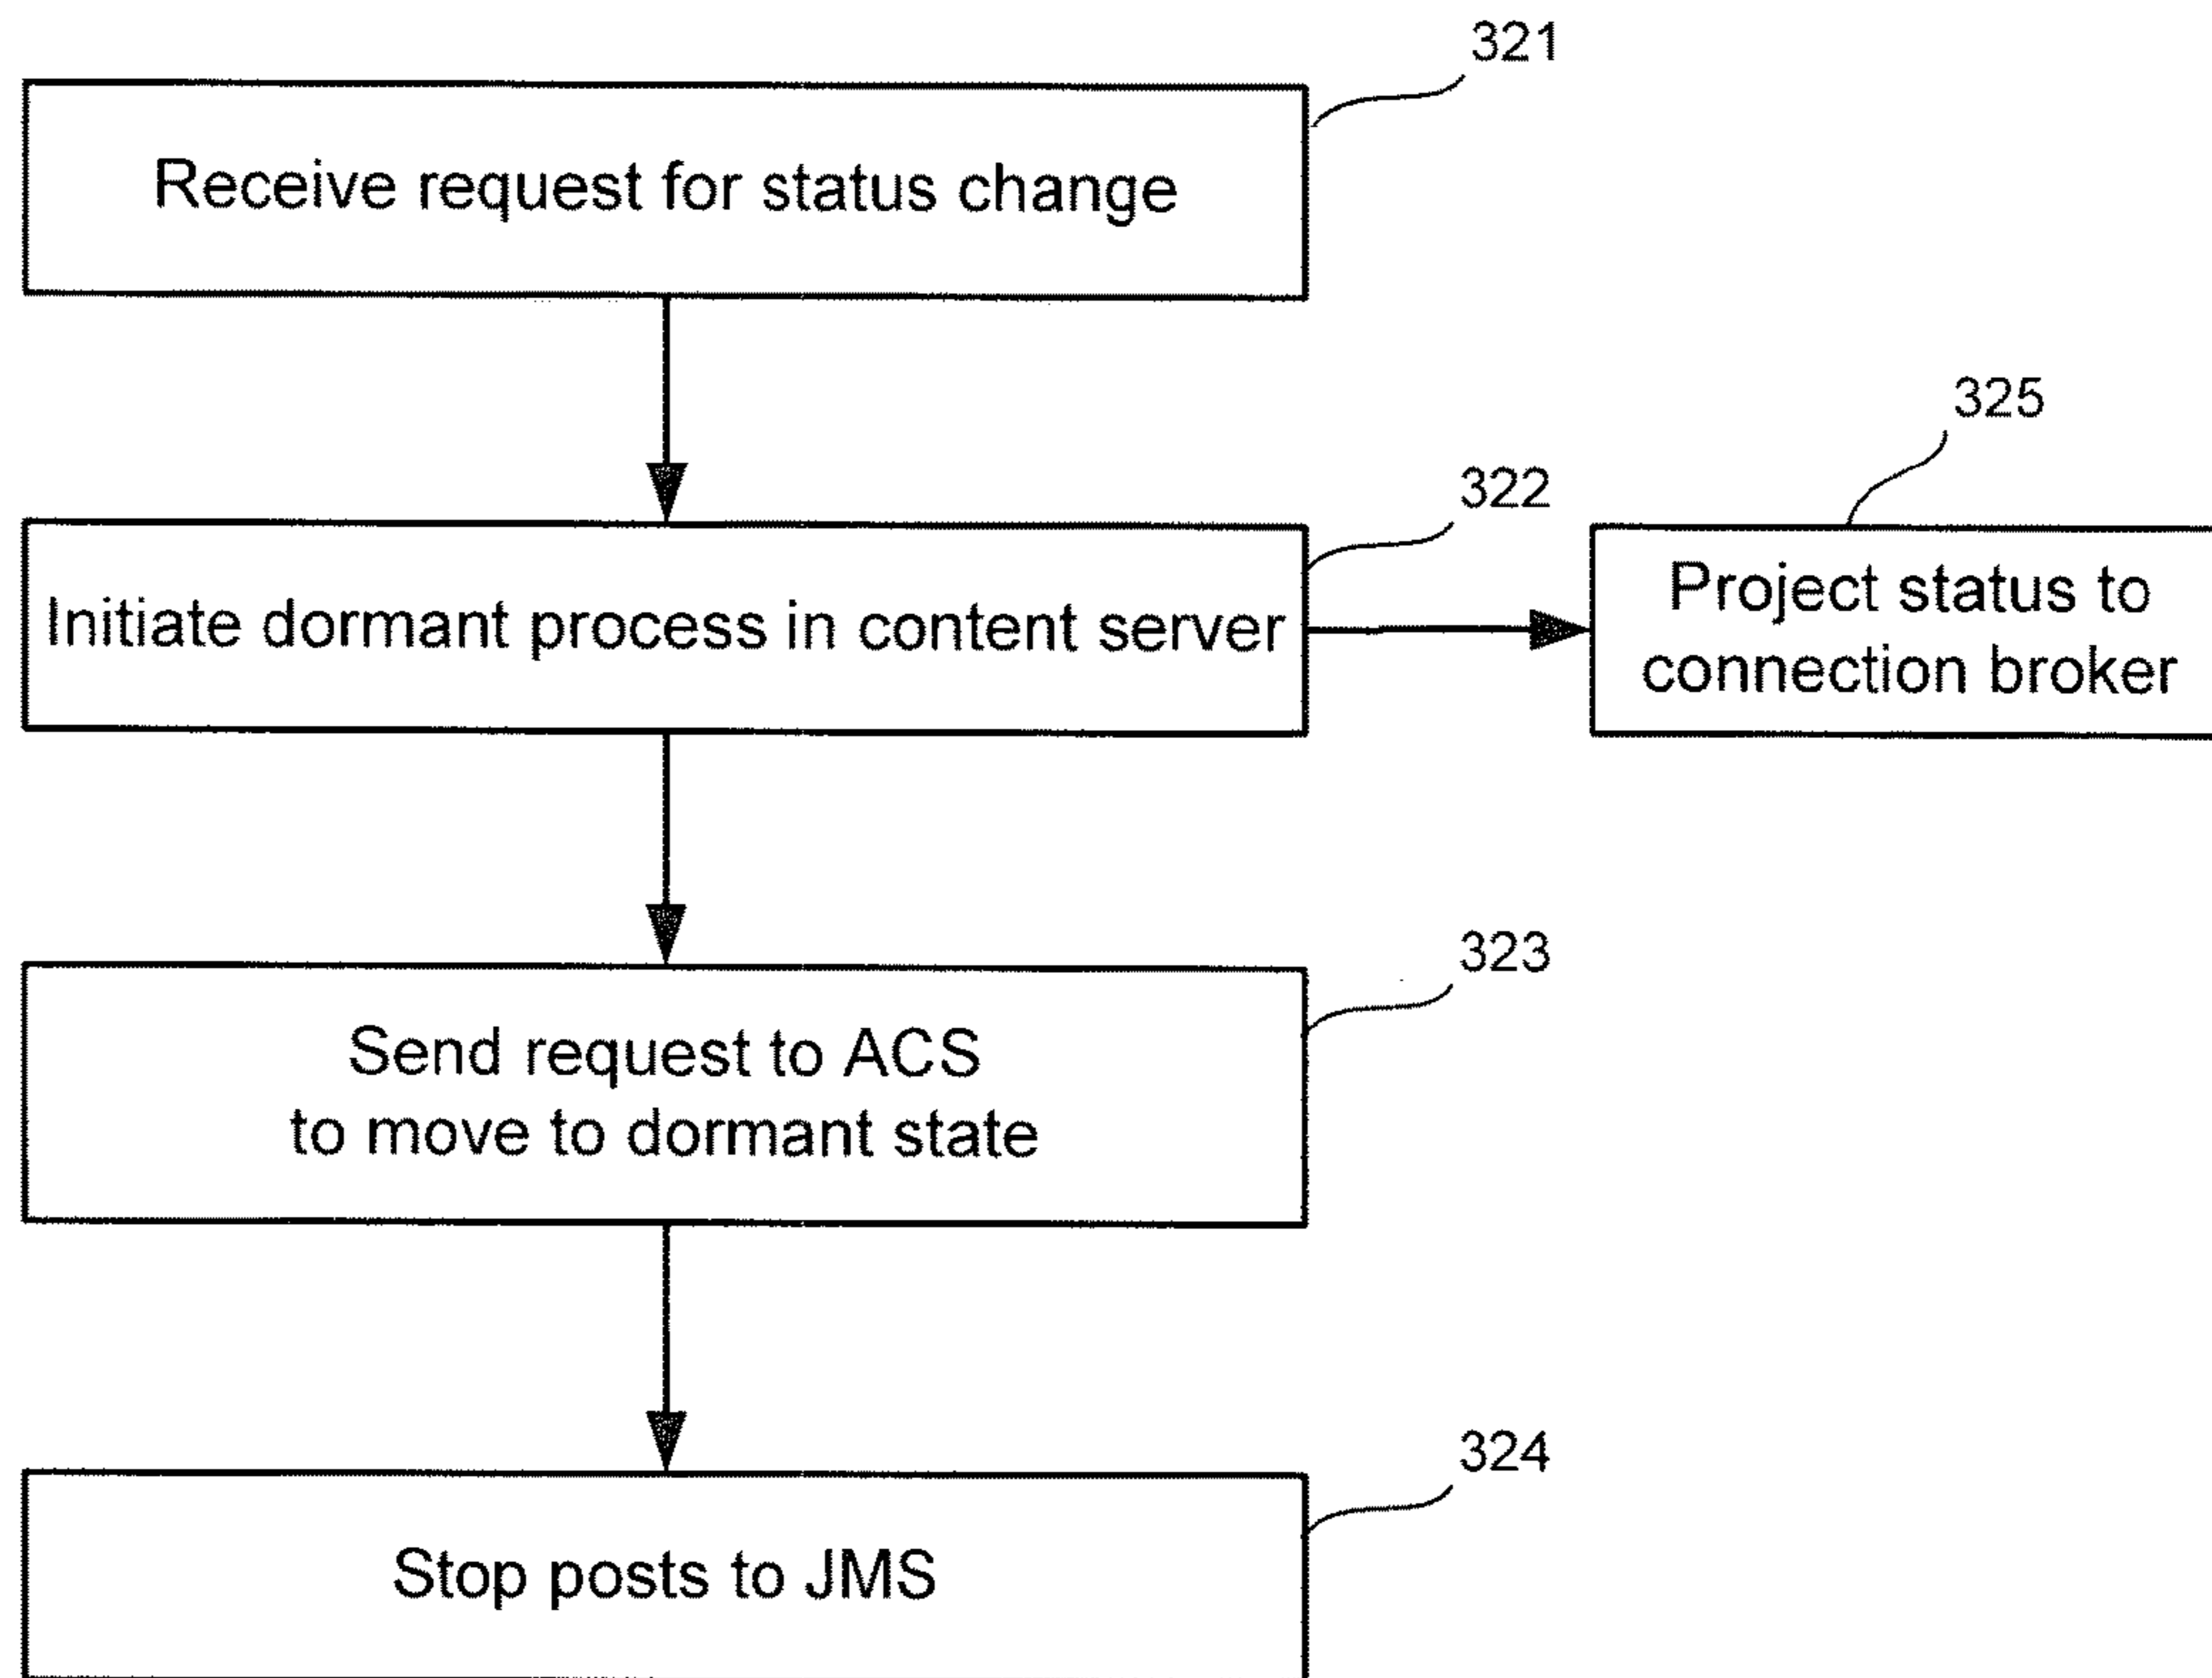 321
Receive request for status change
325
322
Initiate dormant process in content server
Project status to
connection broker
323
Send request to ACS
to move to dormant state
324
Stop posts to JMS